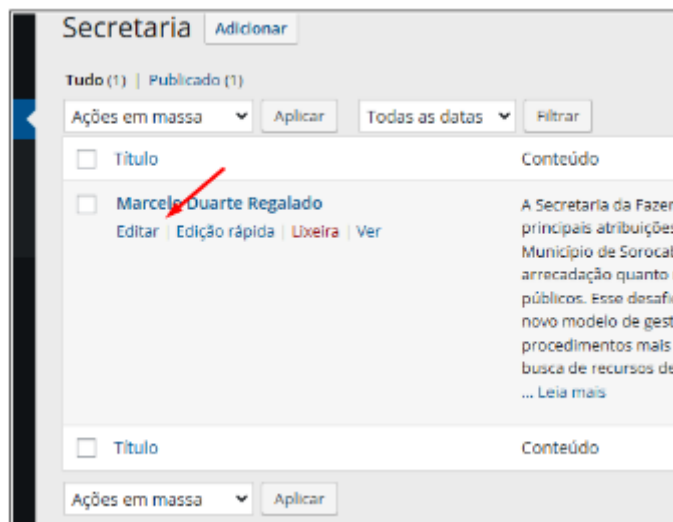 Secretaria Adicionar
Tudo (1) | Publicado (1)
Ações em massa Aplicar Todas as datas Filtrar
Título Conteúdo
Marcelo Duarte Regalado
Editar | Edição rápida | Lixeira | Ver
A Secretaria da Fazen
principais atribuições
Município de Sorocab
arrecadação quanto
públicos. Esse desafi
novo modelo de gest
procedimentos mais
busca de recursos de
... Leia mais
Título Conteúdo
Ações em massa Aplicar